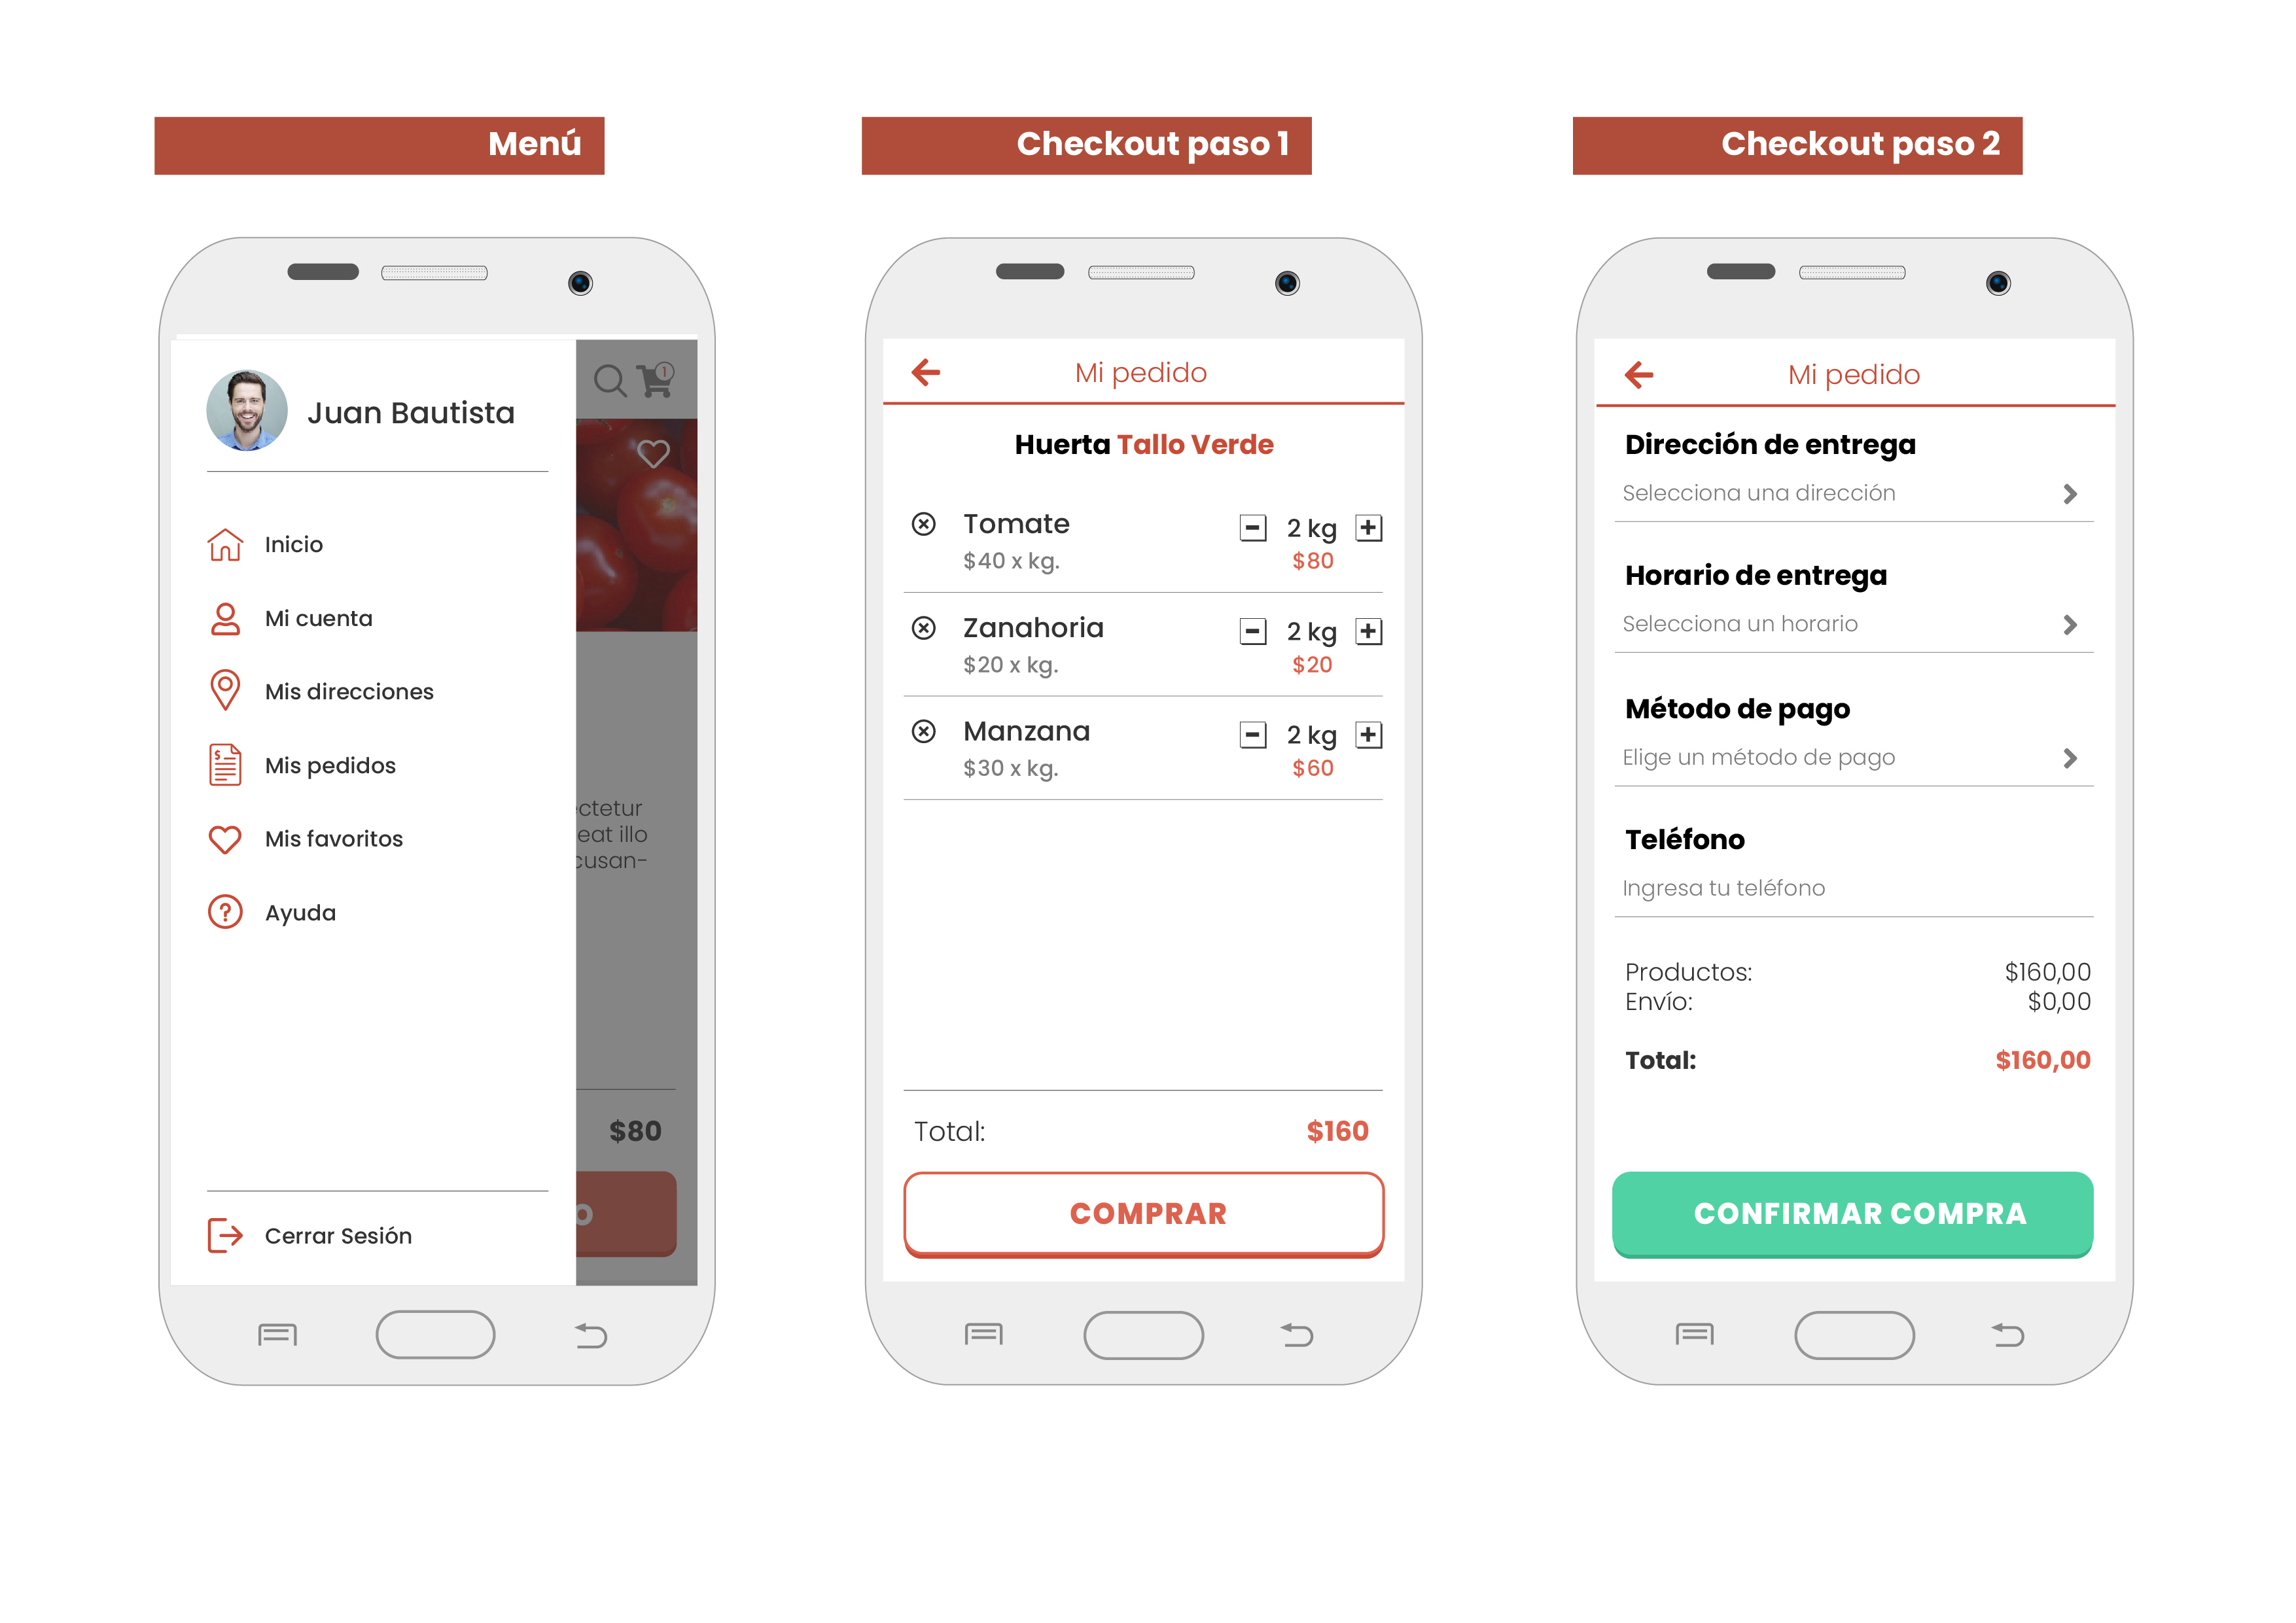 Menú
Juan Bautista
1
Inicio
Mi cuenta
Mis direcciones
Mis pedidos
Mis favoritos
Ayuda
ctetur
eat illo
cusan-
$80
O
Cerrar Sesión
Checkout paso 1
Mi pedido
Huerta Tallo Verde
Tomate
2 kg
$40 x kg.
$80
Zanahoria
2 kg
$20 x kg.
$20
Manzana
2 kg
$30 x kg.
$60
Total:
$160
COMPRAR
Checkout paso 2
Mi pedido
Dirección de entrega
Selecciona una dirección
Horario de entrega
Selecciona un horario
Método de pago
Elige un método de pago
Teléfono
Ingresa tu teléfono
Productos: $160,00
Envío: $0,00
Total: $160,00
CONFIRMAR COMPRA